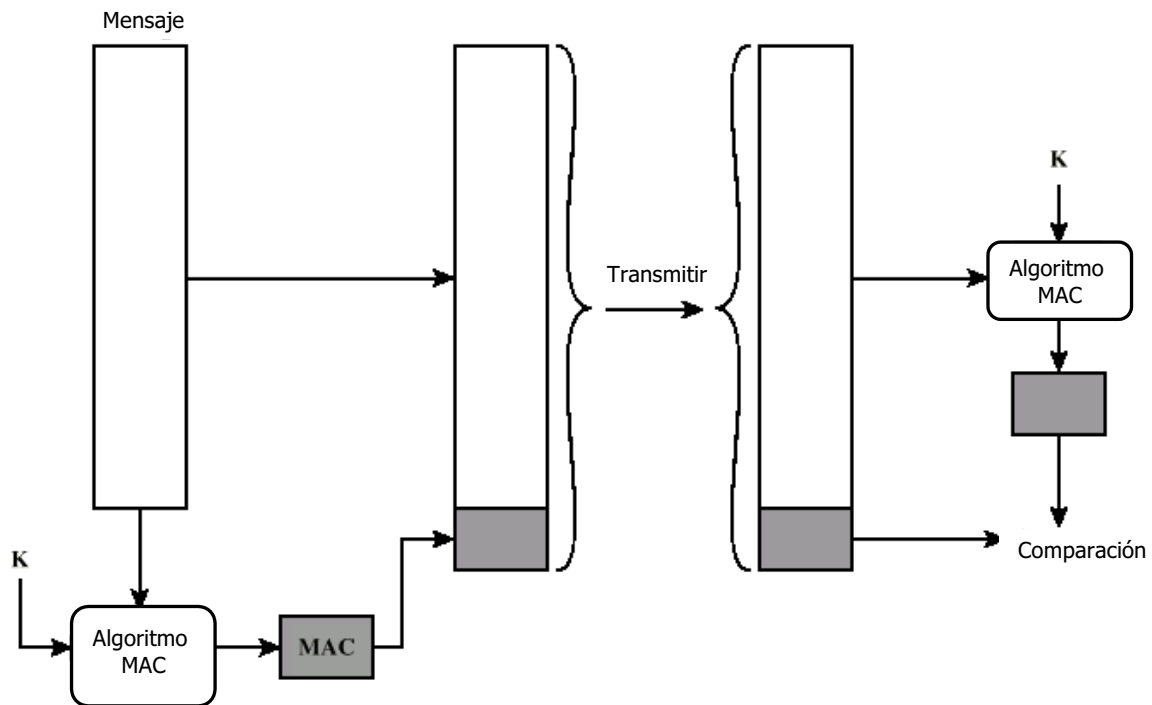 Mensaje
K
Transmitir
Algoritmo
MAC
Comparación
K
Algoritmo
MAC
MAC